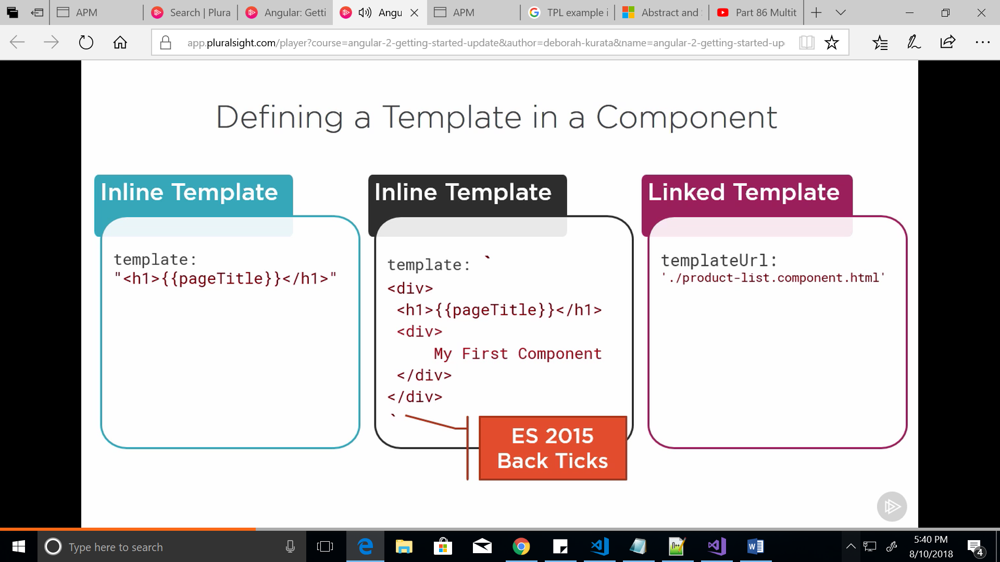 APM
Search | Plura
Angular: Getti
Angu
APM
TPL example i
Abstract and
Part 86 Multit
app.pluralsight.com/player?course=angular-2-getting-started-update&author=deborah-kurata&name=angular-2-getting-started-up
Defining a Template in a Component
Inline Template
template:
"<h1>{{pageTitle}}</h1>"
Inline Template
template: `
<div>
<h1>{{pageTitle}}</h1>
<div>
My First Component
</div>
</div>
`
ES 2015
Back Ticks
Linked Template
templateUrl:
'./product-list.component.html'
Type here to search
5:40 PM
8/10/2018
4